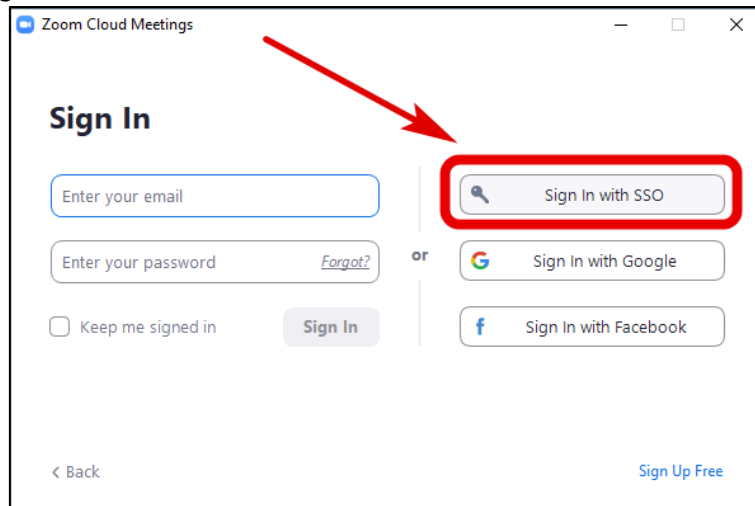 Zoom Cloud Meetings
Sign In
Enter your email
Enter your password Forgot?
Keep me signed in Sign In
or
Sign In with SSO
Sign In with Google
Sign In with Facebook
< Back
Sign Up Free